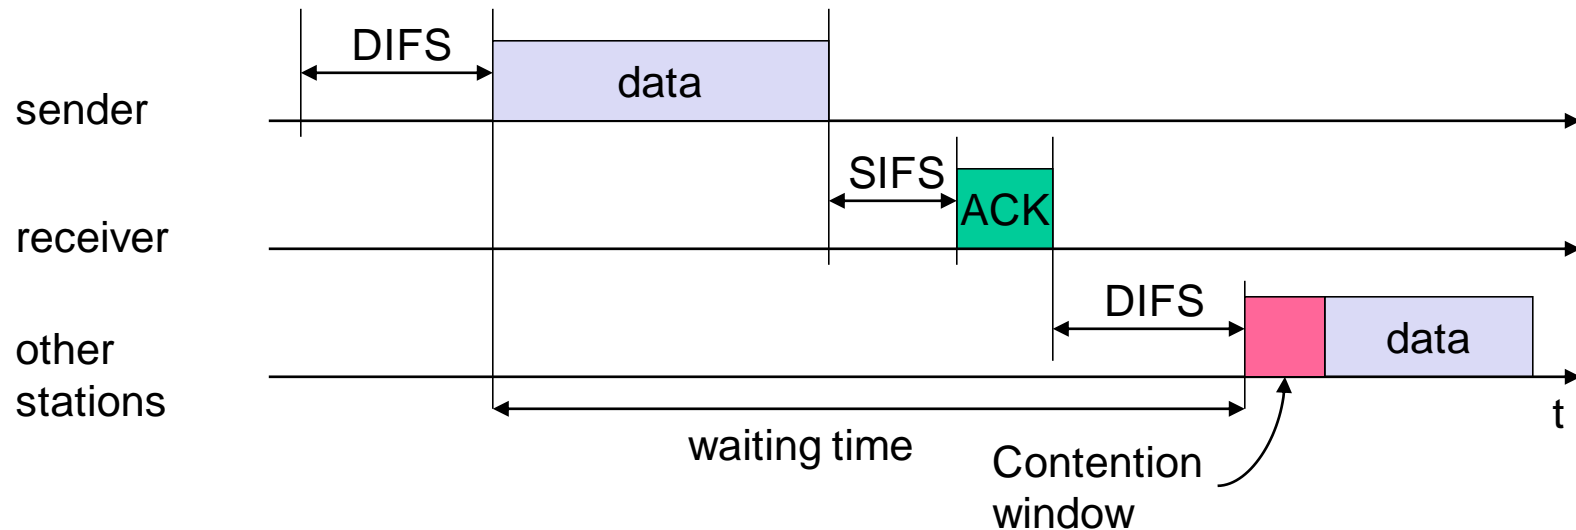 DIFS
data
sender
SIFS
ACK
receiver
DIFS
data
other
stations
t
waiting time
Contention
window